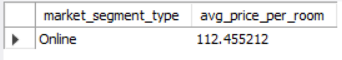 market_segment_type avg_price_per_room
Online 112.455212